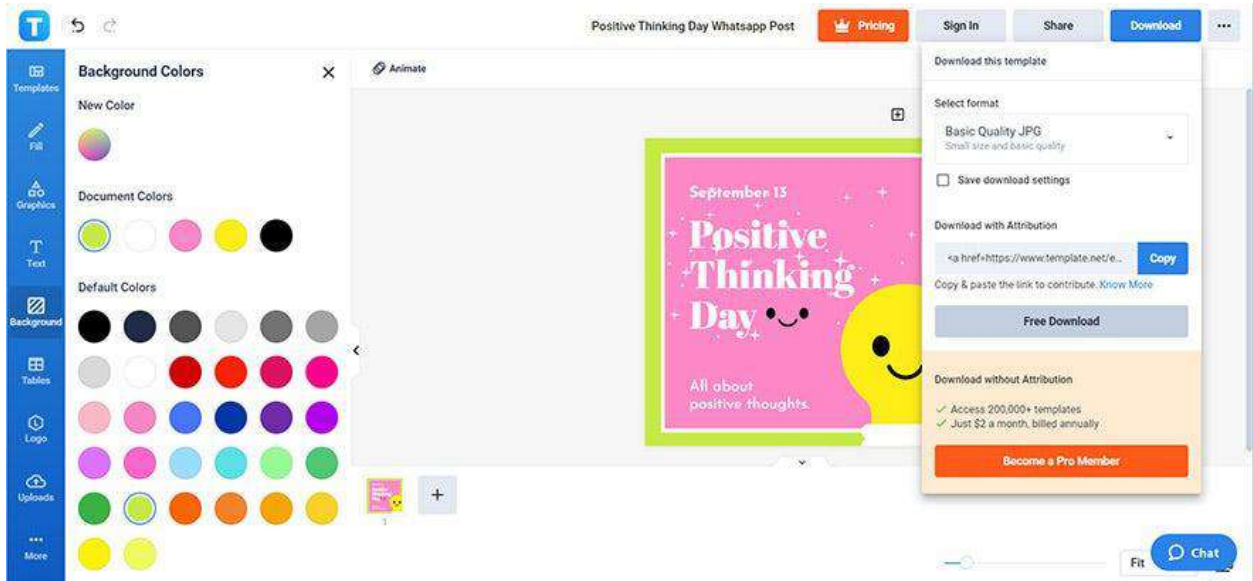 T
Positive Thinking Day Whatsapp Post
Pricing
Sign In
Share
Download
Templates
Fill
Graphics
T
Text
Background
Tables
Logo
Uploads
More
Background Colors
New Color
Document Colors
Default Colors
Animate
September 13
Positive
Thinking
Day
All about
positive thoughts.
1
Download this template
Select format
Basic Quality JPG
Small size and basic quality
Save download settings
Download with Attribution
<a href=https://www.template.net/e... Copy
Copy & paste the link to contribute. Know More
Free Download
Download without Attribution
Access 200,000+ templates
Just $2 a month, billed annually
Become a Pro Member
Fit
Chat